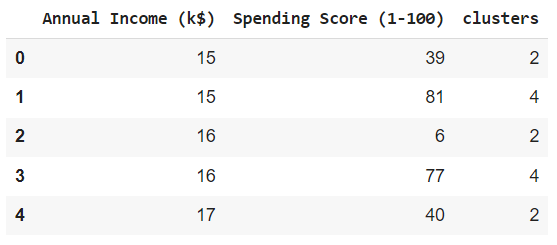 Annual Income (k$) Spending Score (1-100) clusters
0 15 39 2
1 15 81 4
2 16 6 2
3 16 77 4
4 17 40 2